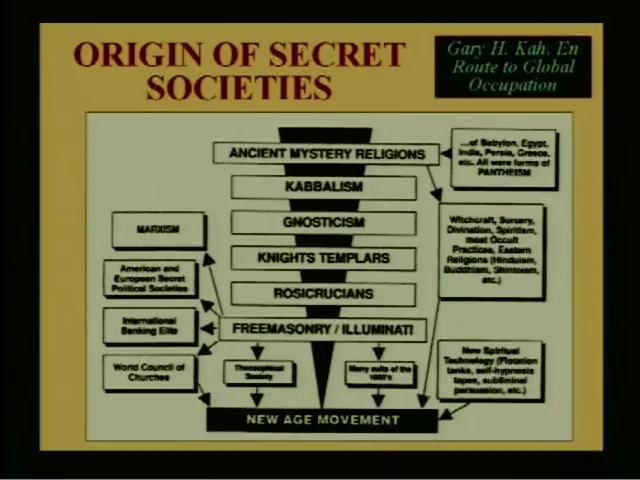 ORIGIN OF SECRET
SOCIETIES
Gary H. Kah, En
Route to Global
Occupation
ANCIENT MYSTERY RELIGIONS
...of Babylon, Egypt,
India, Persia, Greece,
etc. All were forms of
PANTHEISM
KABBALISM
GNOSTICISM
KNIGHTS TEMPLARS
ROSICRUCIANS
FREEMASONRY / ILLUMINATI
Witchcraft, Sorcery,
Divination, Spiritism,
most Occult
Practices, Eastern
Religions (Hinduism,
Buddhism, Shintoism,
etc.)
MARXISM
American and
European Secret
Political Societies
International
Banking Elite
World Council of
Churches
Theosophical
Society
Many cults of the
1800's
New Spiritual
Technology (Flotation
tanks, self-hypnosis
tapes, subliminal
persuasion, etc.)
NEW AGE MOVEMENT